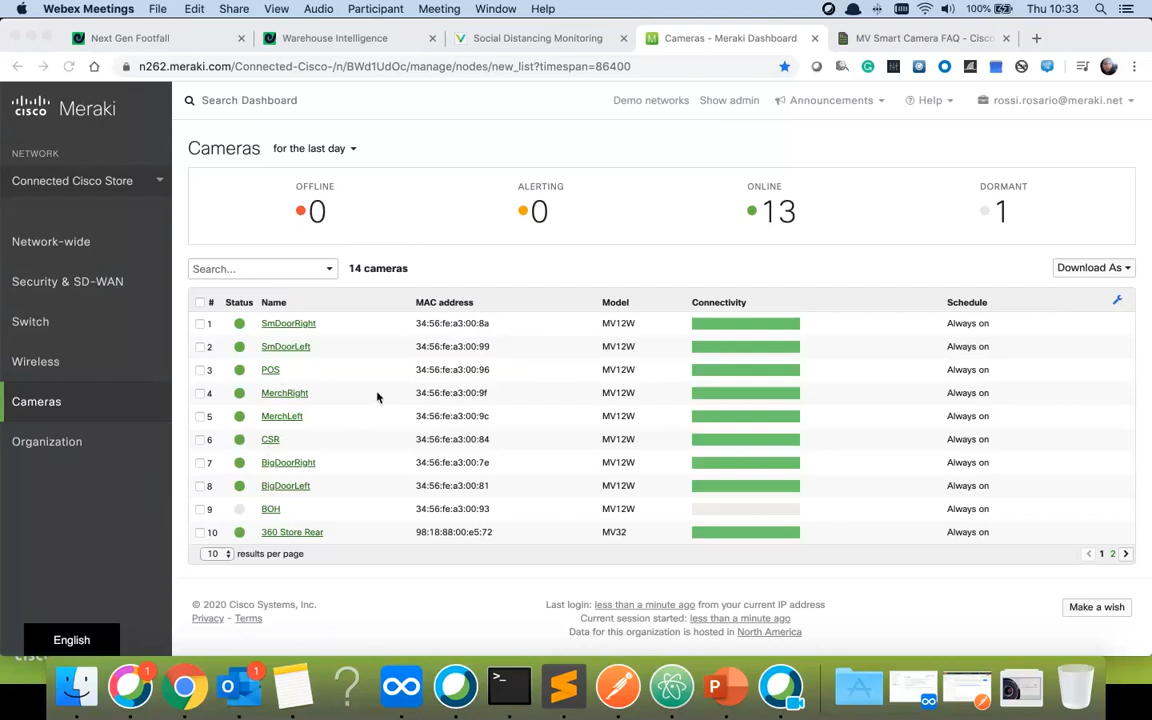 Webex Meetings File Edit Share View Audio Participant Meeting Window Help 100% Thu 10:33
Next Gen Footfall × Warehouse Intelligence × Social Distancing Monitoring × Cameras - Meraki Dashboard × MV Smart Camera FAQ - Cisco × +
n262.meraki.com/Connected-Cisco-/n/BWd1UdOc/manage/nodes/new_list?timespan=86400
cisco Meraki
Search Dashboard Demo networks Show admin Announcements Help rossi.rosario@meraki.net
NETWORK
Connected Cisco Store
Network-wide
Security & SD-WAN
Switch
Wireless
Cameras
Organization
English
Cameras for the last day
OFFLINE ALERTING ONLINE DORMANT
0 0 13 1
Search... 14 cameras Download As
# Status Name MAC address Model Connectivity Schedule
1 SmDoorRight 34:56:fe:a3:00:8a MV12W Always on
2 SmDoorLeft 34:56:fe:a3:00:99 MV12W Always on
3 POS 34:56:fe:a3:00:96 MV12W Always on
4 MerchRight 34:56:fe:a3:00:9f MV12W Always on
5 MerchLeft 34:56:fe:a3:00:9c MV12W Always on
6 CSR 34:56:fe:a3:00:84 MV12W Always on
7 BigDoorRight 34:56:fe:a3:00:7e MV12W Always on
8 BigDoorLeft 34:56:fe:a3:00:81 MV12W Always on
9 BOH 34:56:fe:a3:00:93 MV12W Always on
10 360 Store Rear 98:18:88:00:e5:72 MV32 Always on
10 results per page < 1 2 >
© 2020 Cisco Systems, Inc.
Privacy - Terms
Last login: less than a minute ago from your current IP address
Current session started: less than a minute ago
Data for this organization is hosted in North America
Make a wish
1 1